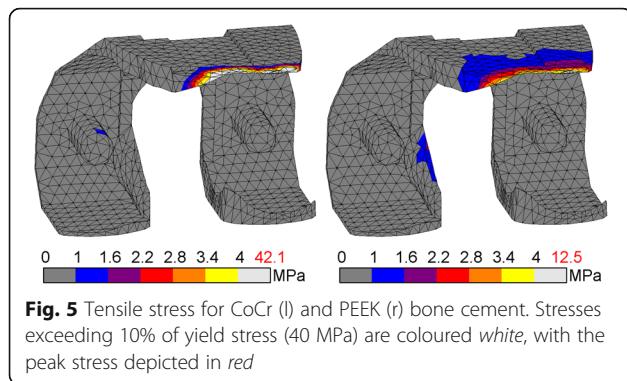 0 1 1.6 2.2 2.8 3.4 4 42.1
MPa
0 1 1.6 2.2 2.8 3.4 4 12.5
MPa
Fig. 5 Tensile stress for CoCr (l) and PEEK (r) bone cement. Stresses
exceeding 10% of yield stress (40 MPa) are coloured white, with the
peak stress depicted in red